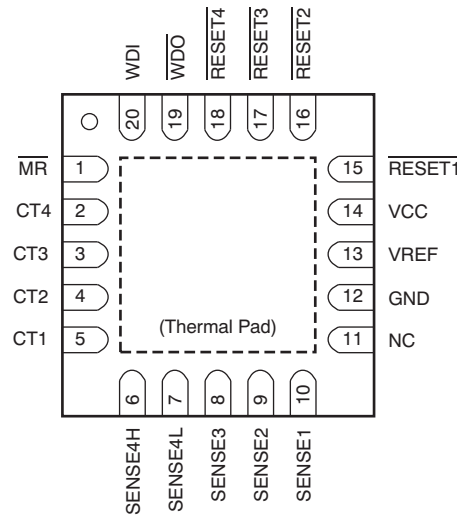 WDI
WDO
RESET4
RESET3
RESET2
20
19
18
17
16
MR
1
15
RESET1
CT4
2
14
VCC
CT3
3
13
VREF
CT2
4
12
GND
CT1
5
(Thermal Pad)
11
NC
6
7
8
9
10
SENSE4H
SENSE4L
SENSE3
SENSE2
SENSE1